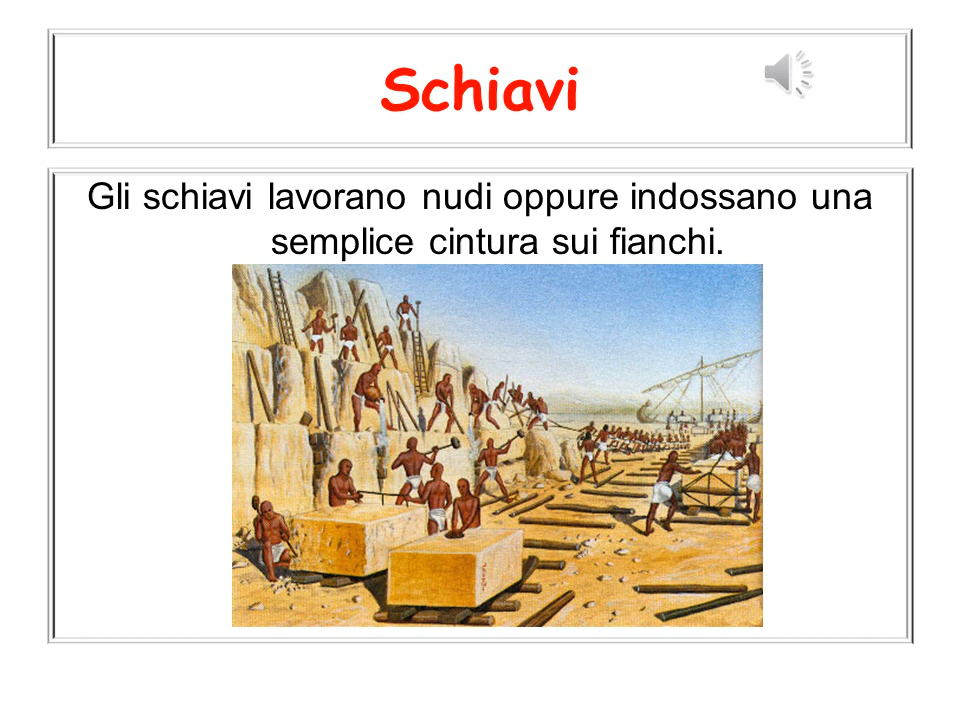 Schiavi
Gli schiavi lavorano nudi oppure indossano una
semplice cintura sui fianchi.